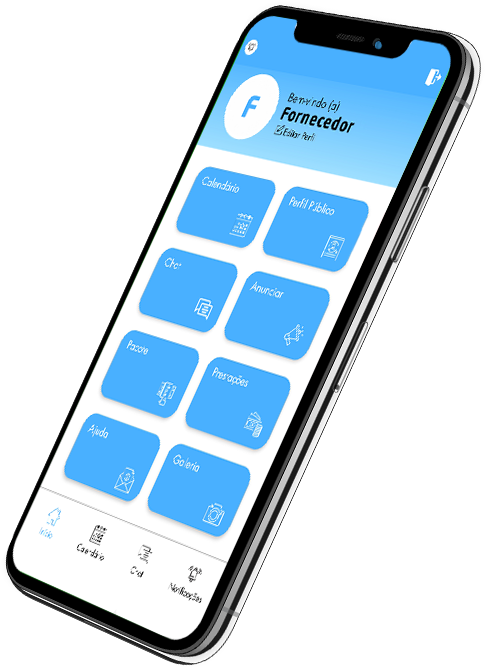 F
Bem-vindo (a)
Fornecedor
Editar Perfil
Calendário
Perfil Público
Chat
Anunciar
Pacote
Prestações
Ajuda
Galeria
Início
Calendário
Chat
Notificações